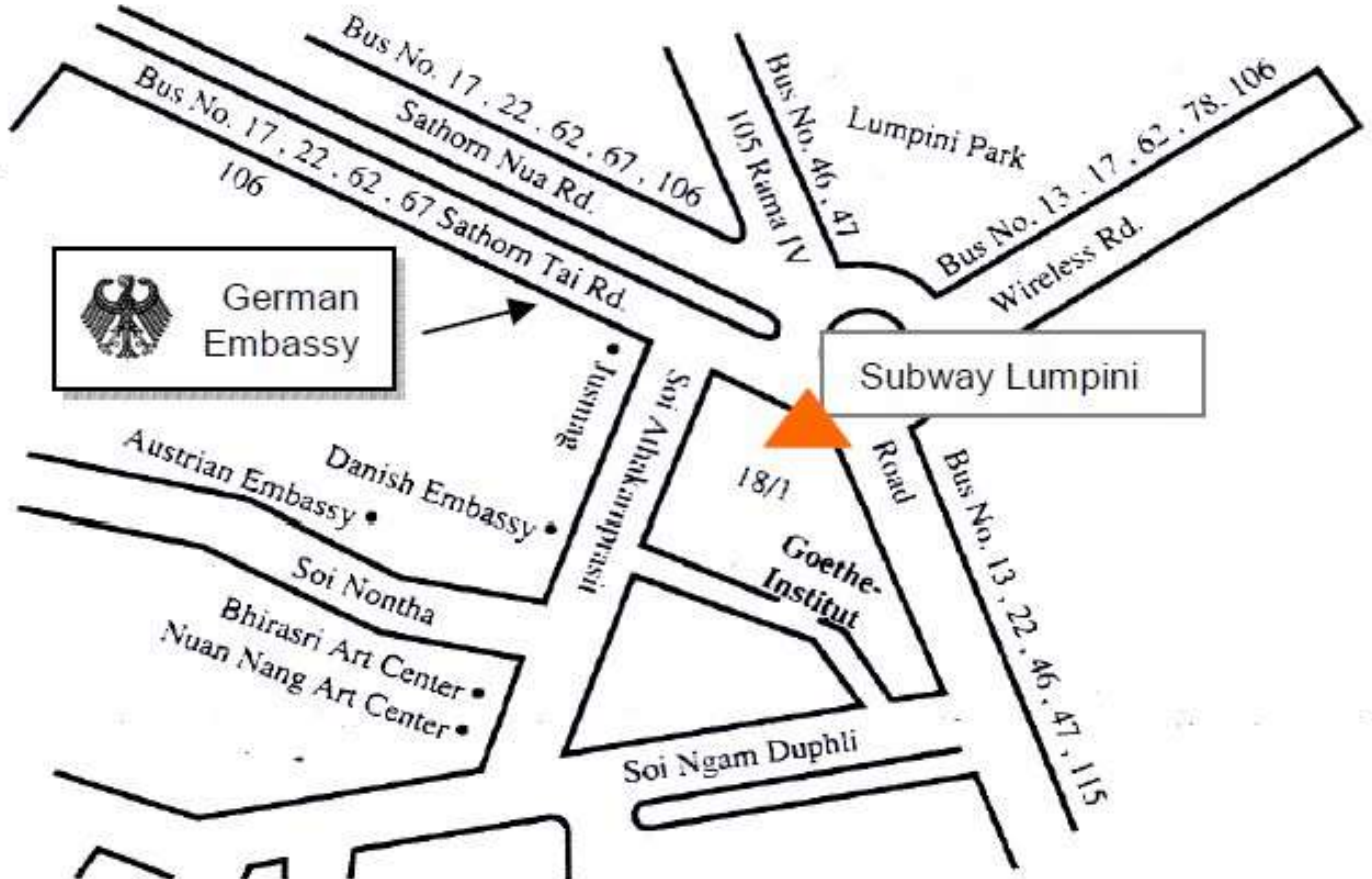 Bus No. 17 . 22 . 62 . 67 , 106
Sathorn Nua Rd.
Bus No. 17 , 22 . 62 . 67 Sathorn Tai Rd.
106
105 Rama IV
Bus No. 46 , 47
Lumpini Park
Bus No. 13 . 17 , 62 , 78. 106
Wireless Rd.
German
Embassy
Subway Lumpini
Jusmag
Soi Athakarnprasit
18/1
Road
Austrian Embassy
Danish Embassy
Goethe-
Institut
Bus No. 13 , 22 , 46 , 47 , 115
Soi Nontha
Bhirasri Art Center
Nuan Nang Art Center
Soi Ngam Duphli